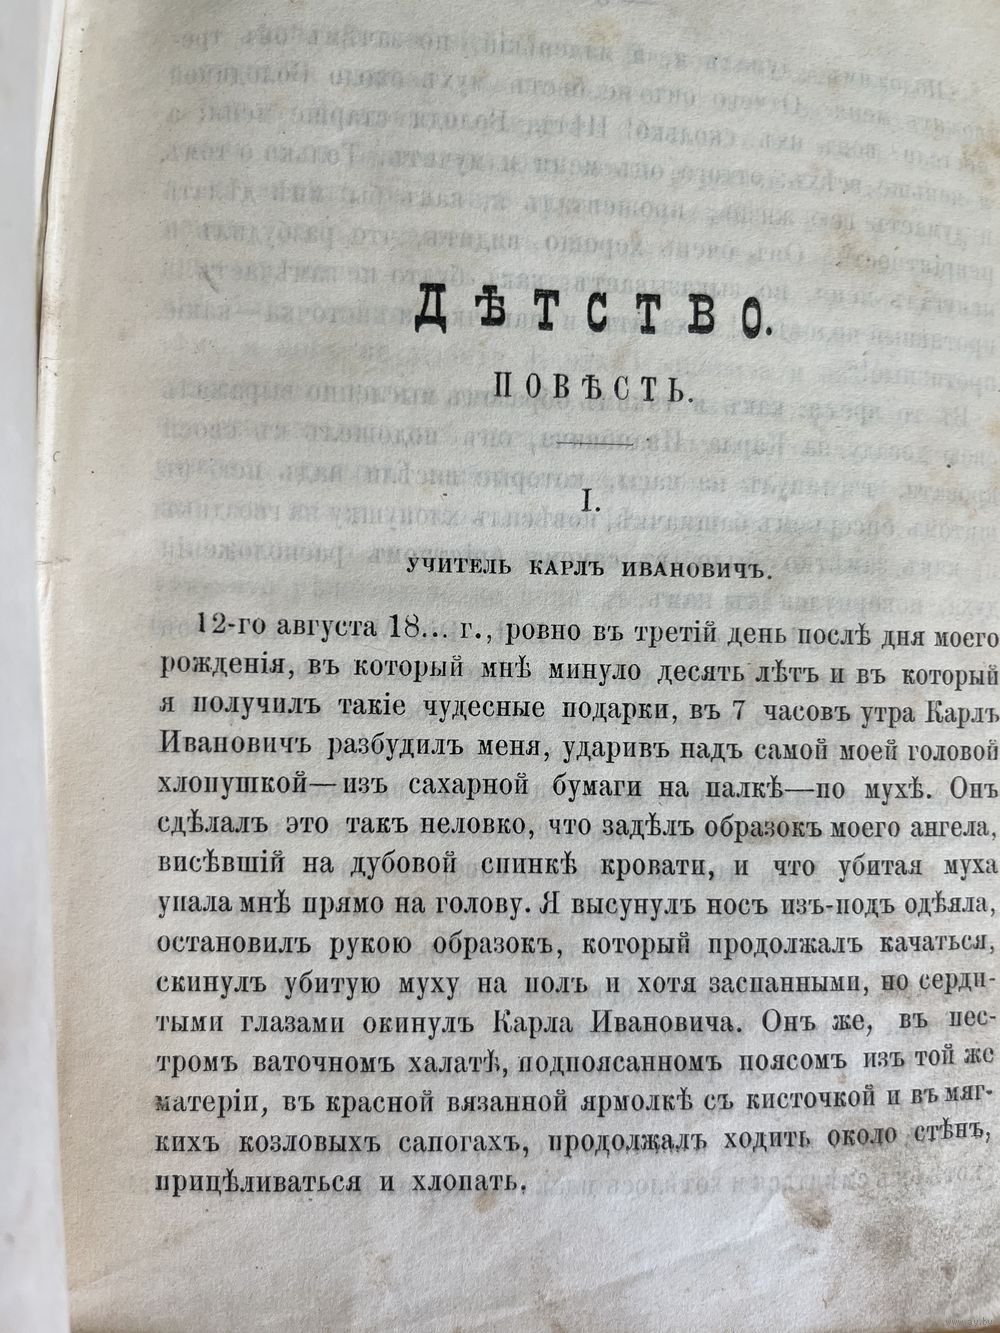 ДѢТСТВО.
ПОВѢСТЬ.
I.
УЧИТЕЛЬ КАРЛЪ ИВАНОВИЧЪ.
12-го августа 18... г., ровно въ третій день послѣ дня моего
рожденія, въ который мнѣ минуло десять лѣтъ и въ который
я получилъ такіе чудесные подарки, въ 7 часовъ утра Карлъ
Ивановичъ разбудилъ меня, ударивъ надъ самой моей головой
хлопушкой—изъ сахарной бумаги на палкѣ—по мухѣ. Онъ
сдѣлалъ это такъ неловко, что задѣлъ образокъ моего ангела,
висѣвшій на дубовой спинкѣ кровати, и что убитая муха
упала мнѣ прямо на голову. Я высунулъ носъ изъ-подъ одѣяла,
остановилъ рукою образокъ, который продолжалъ качаться,
скинулъ убитую муху на полъ и хотя заспанными, но серди-
тыми глазами окинулъ Карла Ивановича. Онъ же, въ пес-
тромъ ваточномъ халатѣ, подпоясанномъ поясомъ изъ той же
матеріи, въ красной вязанной ярмолкѣ съ кисточкой и въ мяг-
кихъ козловыхъ сапогахъ, продолжалъ ходить около стѣнъ,
прицѣливаться и хлопать.
www.ay.by